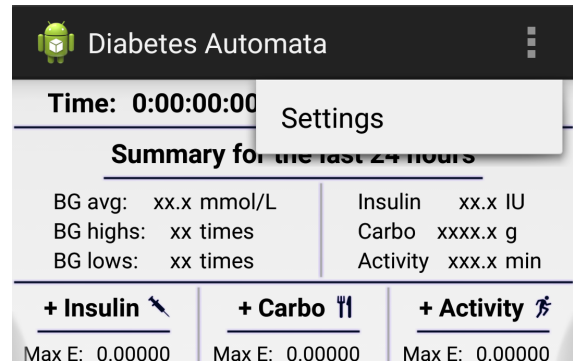 Diabetes Automata
Time: 0:00:00:00
Settings
Summary for the last 24 hours
BG avg: xx.x mmol/L
Insulin xx.x IU
BG highs: xx times
Carbo xxxx.x g
BG lows: xx times
Activity xxx.x min
+ Insulin
+ Carbo
+ Activity
Max E: 0.00000
Max E: 0.00000
Max E: 0.00000